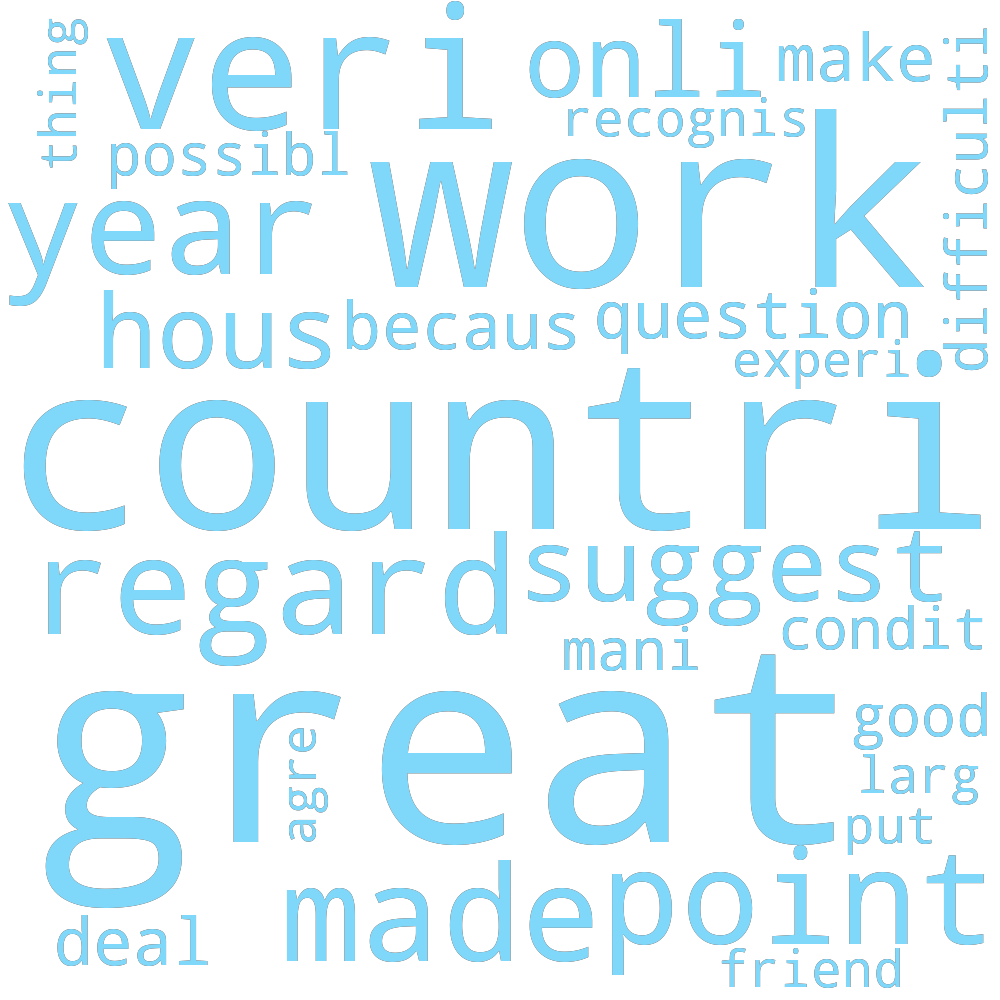 thing
veri
onli
make
recognis
difficulti
possibl
work
year
hous
becaus
question
experi
countri
regard
suggest
condit
mani
great
agre
good
larg
put
made
point
deal
friend